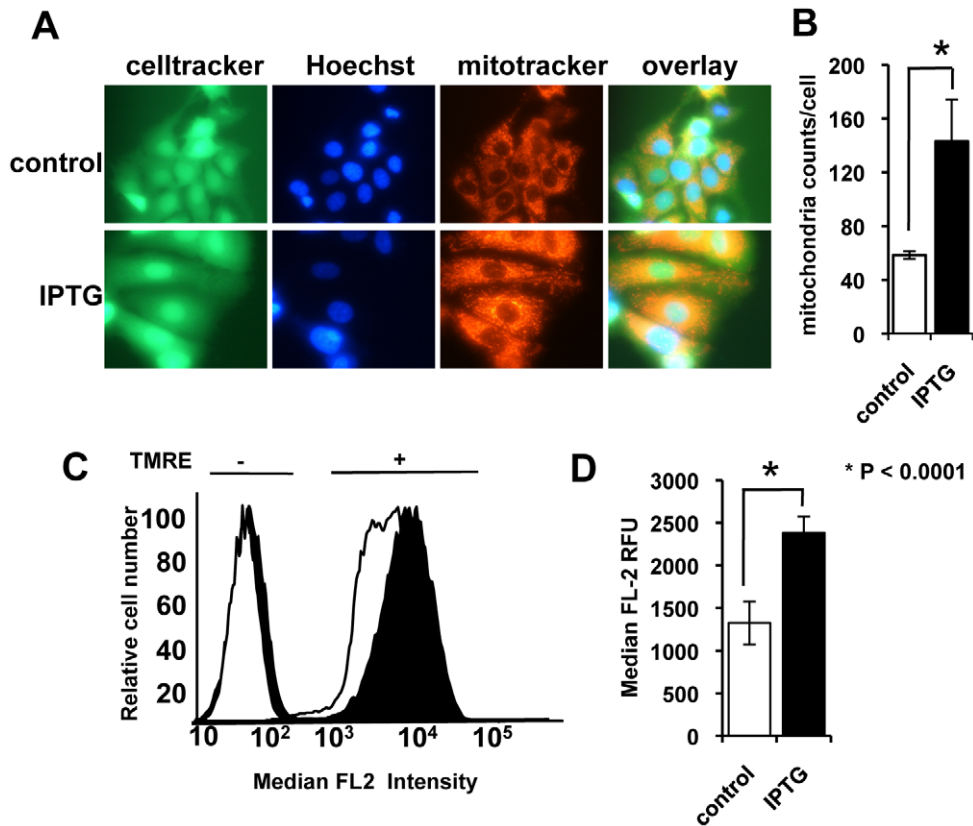 A
celltracker Hoechst mitotracker overlay
control
IPTG
B
*
mitochondria counts/cell
200
160
120
80
40
0
control
IPTG
C
TMRE - +
Relative cell number
100
80
60
40
20
10 10² 10³ 10⁴ 10⁵
Median FL2 Intensity
D
*
* P < 0.0001
Median FL-2 RFU
3000
2500
2000
1500
1000
500
0
control
IPTG